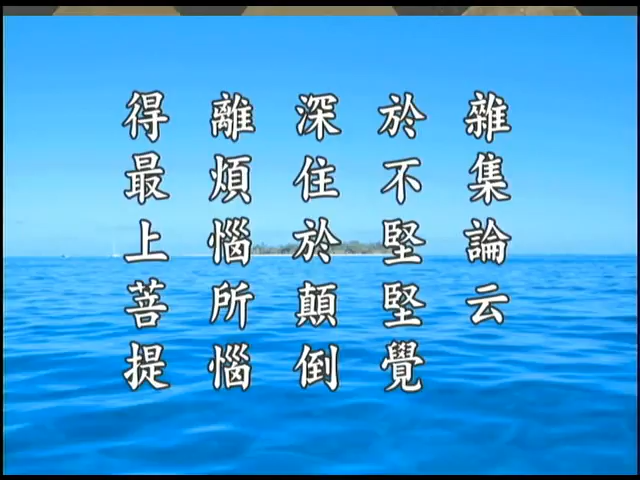 雜集論云
於不堅堅覺
深住於顛倒
離煩惱所惱
得最上菩提